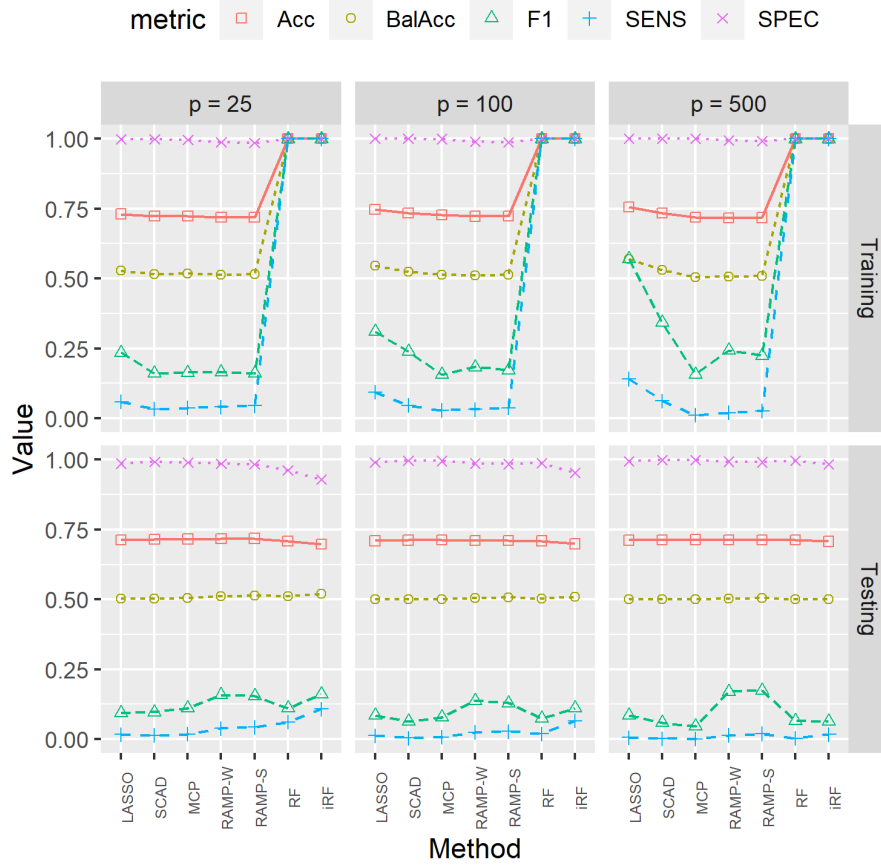 metric Acc BalAcc F1 SENS SPEC
p = 25 p = 100 p = 500
1.00
0.75
0.50
0.25
0.00
Training
1.00
0.75
0.50
0.25
0.00
Testing
Value
LASSO SCAD MCP RAMP-W RAMP-S RF iRF LASSO SCAD MCP RAMP-W RAMP-S RF iRF LASSO SCAD MCP RAMP-W RAMP-S RF iRF
Method